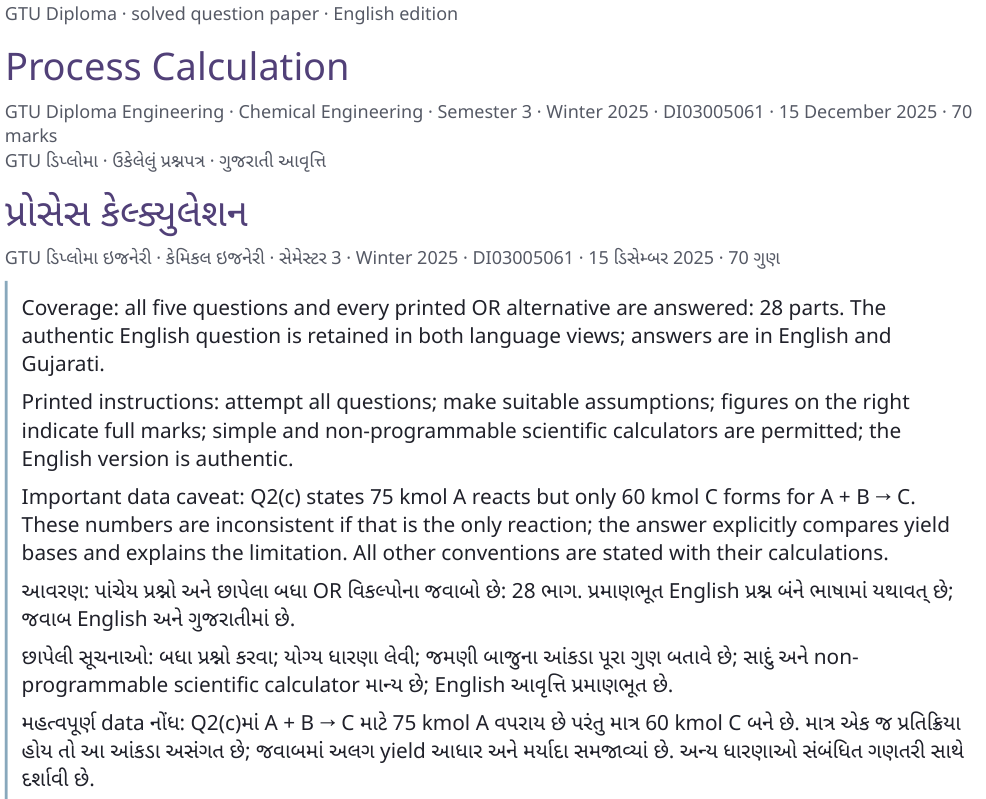 GTU Diploma · solved question paper · English edition
Process Calculation
GTU Diploma Engineering · Chemical Engineering · Semester 3 · Winter 2025 · DI03005061 · 15 December 2025 · 70
marks
GTU ડિપ્લોમા · ઉકેલેલું પ્રશ્નપત્ર · ગુજરાતી આવૃત્તિ
પ્રોસેસ કેલ્ક્યુલેશન
GTU ડિપ્લોમા ઇજનેરી · કેમિકલ ઇજનેરી · સેમેસ્ટર 3 · Winter 2025 · DI03005061 · 15 ડિસેમ્બર 2025 · 70 ગુણ
Coverage: all five questions and every printed OR alternative are answered: 28 parts. The
authentic English question is retained in both language views; answers are in English and
Gujarati.
Printed instructions: attempt all questions; make suitable assumptions; figures on the right
indicate full marks; simple and non-programmable scientific calculators are permitted; the
English version is authentic.
Important data caveat: Q2(c) states 75 kmol A reacts but only 60 kmol C forms for A + B → C.
These numbers are inconsistent if that is the only reaction; the answer explicitly compares yield
bases and explains the limitation. All other conventions are stated with their calculations.
આવરણ: પાંચેય પ્રશ્નો અને છાપેલા બધા OR વિકલ્પોના જવાબો છે: 28 ભાગ. પ્રમાણભૂત English પ્રશ્ન બંને ભાષામાં યથાવત્ છે;
જવાબ English અને ગુજરાતીમાં છે.
છાપેલી સૂચનાઓ: બધા પ્રશ્નો કરવા; યોગ્ય ધારણા લેવી; જમણી બાજુના આંકડા પૂરા ગુણ બતાવે છે; સાદું અને non-
programmable scientific calculator માન્ય છે; English આવૃત્તિ પ્રમાણભૂત છે.
મહત્વપૂર્ણ data નોંધ: Q2(c)માં A + B → C માટે 75 kmol A વપરાય છે પરંતુ માત્ર 60 kmol C બને છે. માત્ર એક જ પ્રતિક્રિયા
હોય તો આ આંકડા અસંગત છે; જવાબમાં અલગ yield આધાર અને મર્યાદા સમજાવ્યાં છે. અન્ય ધારણાઓ સંબંધિત ગણતરી સાથે
દર્શાવી છે.